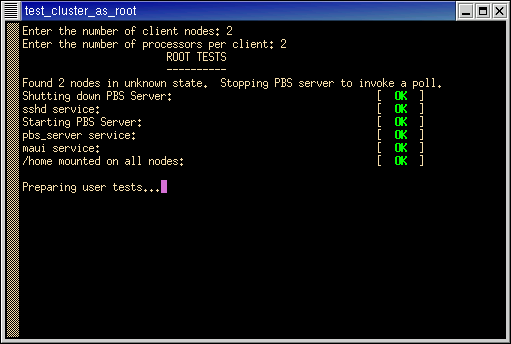 test_cluster_as_root
Enter the number of client nodes: 2
Enter the number of processors per client: 2
ROOT TESTS
----------
Found 2 nodes in unknown state.  Stopping PBS server to invoke a poll.
Shutting down PBS Server: [  OK  ]
sshd service: [  OK  ]
Starting PBS Server: [  OK  ]
pbs_server service: [  OK  ]
maui service: [  OK  ]
/home mounted on all nodes: [  OK  ]
Preparing user tests...